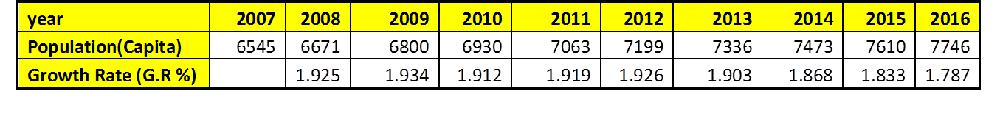 year 2007 2008 2009 2010 2011 2012 2013 2014 2015 2016
Population(Capita) 6545 6671 6800 6930 7063 7199 7336 7473 7610 7746
Growth Rate (G.R %) 1.925 1.934 1.912 1.919 1.926 1.903 1.868 1.833 1.787